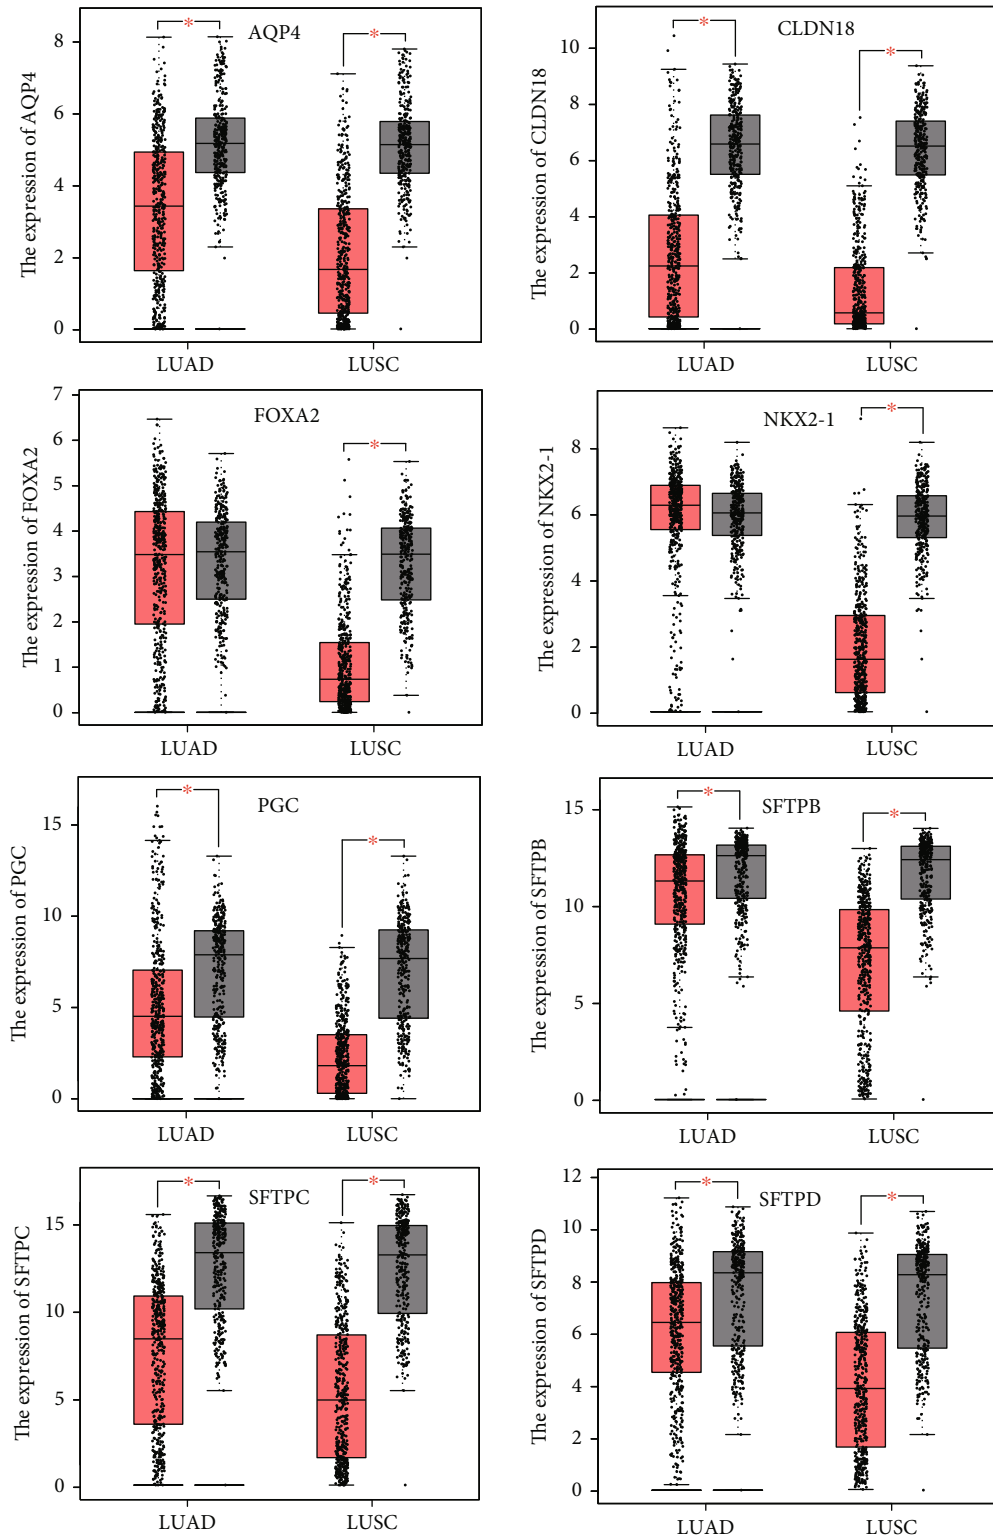 AQP4
The expression of AQP4
8
6
4
2
0
*
*
LUAD
LUSC
CLDN18
The expression of CLDN18
10
8
6
4
2
0
*
*
LUAD
LUSC
FOXA2
The expression of FOXA2
7
6
5
4
3
2
1
0
*
LUAD
LUSC
NKX2-1
The expression of NKX2-1
8
6
4
2
0
*
LUAD
LUSC
PGC
The expression of PGC
15
10
5
0
*
*
LUAD
LUSC
SFTPB
The expression of SFTPB
15
10
5
0
*
*
LUAD
LUSC
SFTPC
The expression of SFTPC
15
10
5
0
*
*
LUAD
LUSC
SFTPD
The expression of SFTPD
12
10
8
6
4
2
0
*
*
LUAD
LUSC